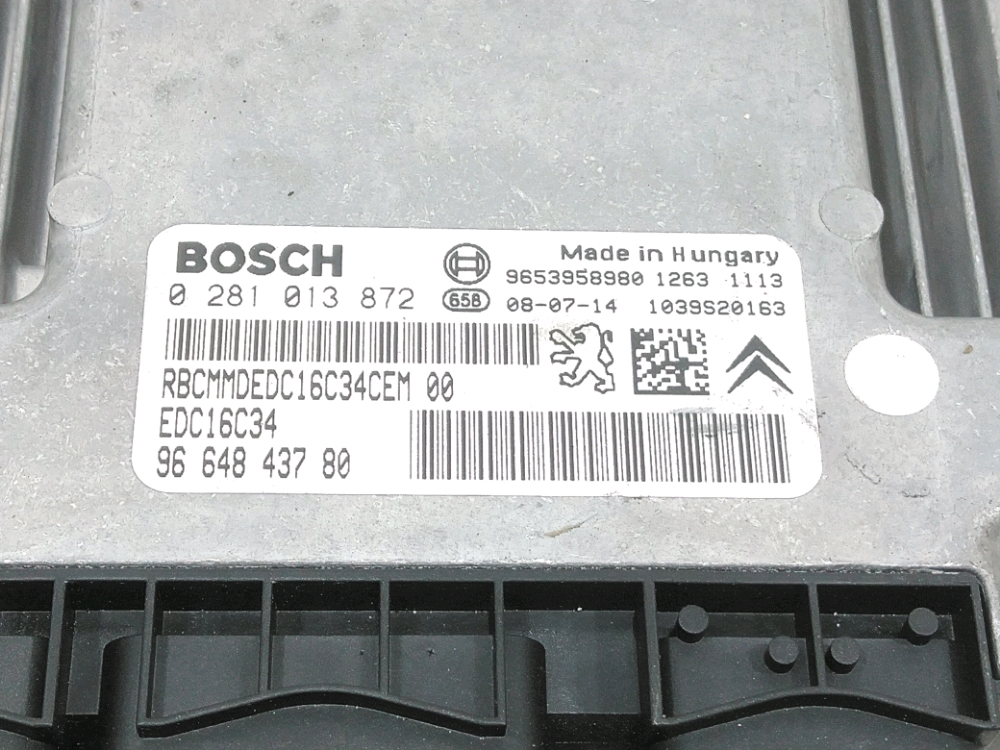 BOSCH
Made in Hungary
9653958980 1263 1113
0 281 013 872
658 08-07-14 1039S20163
RBCMMDEDC16C34CEM 00
EDC16C34
96 648 437 80